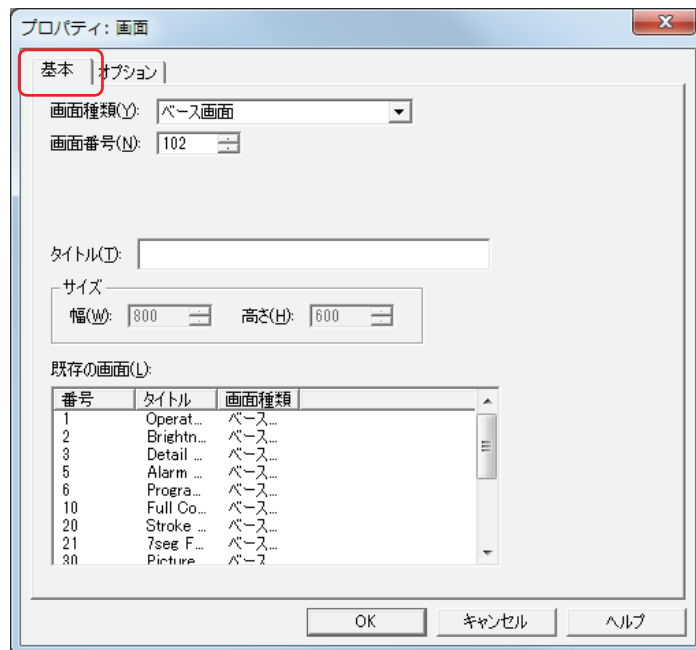 プロパティ: 画面
X
基本 オプション
画面種類(Y): ベース画面
画面番号(N): 102
タイトル(T):
サイズ
幅(W): 800 高さ(H): 600
既存の画面(L):
番号 タイトル 画面種類
1 Operat... ベース...
2 Brightn... ベース...
3 Detail ... ベース...
5 Alarm ... ベース...
6 Progra... ベース...
10 Full Co... ベース...
20 Stroke ... ベース...
21 7seg F... ベース...
30 Picture ベース
OK キャンセル ヘルプ